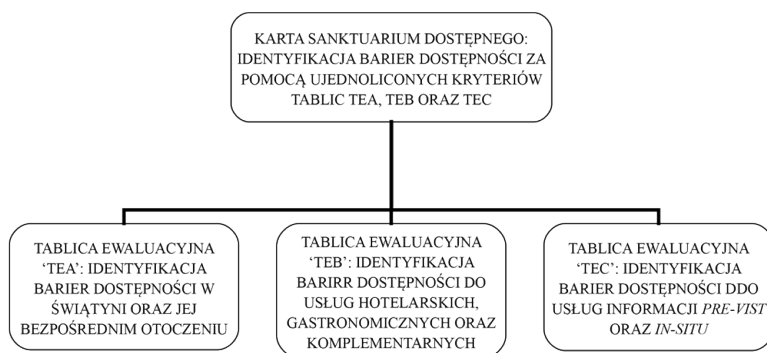 KARTA SANKTUARIUM DOSTĘPNEGO:
IDENTYFIKACJA BARIER DOSTĘPNOŚCI ZA
POMOCĄ UJEDNOLICONYCH KRYTERIÓW
TABLIC TEA, TEB ORAZ TEC
TABLICA EWALUACYJNA
‘TEA’: IDENTYFIKACJA
BARIER DOSTĘPNOŚCI W
ŚWIĄTYNI ORAZ JEJ
BEZPOŚREDNIM OTOCZENIU
TABLICA EWALUACYJNA
‘TEB’: IDENTYFIKACJA
BARIRR DOSTĘPNOŚCI DO
USŁUG HOTELARSKICH,
GASTRONOMICZNYCH ORAZ
KOMPLEMENTARNYCH
TABLICA EWALUACYJNA
‘TEC’: IDENTYFIKACJA
BARIER DOSTĘPNOŚCI DDO
USŁUG INFORMACJI PRE-VIST
ORAZ IN-SITU